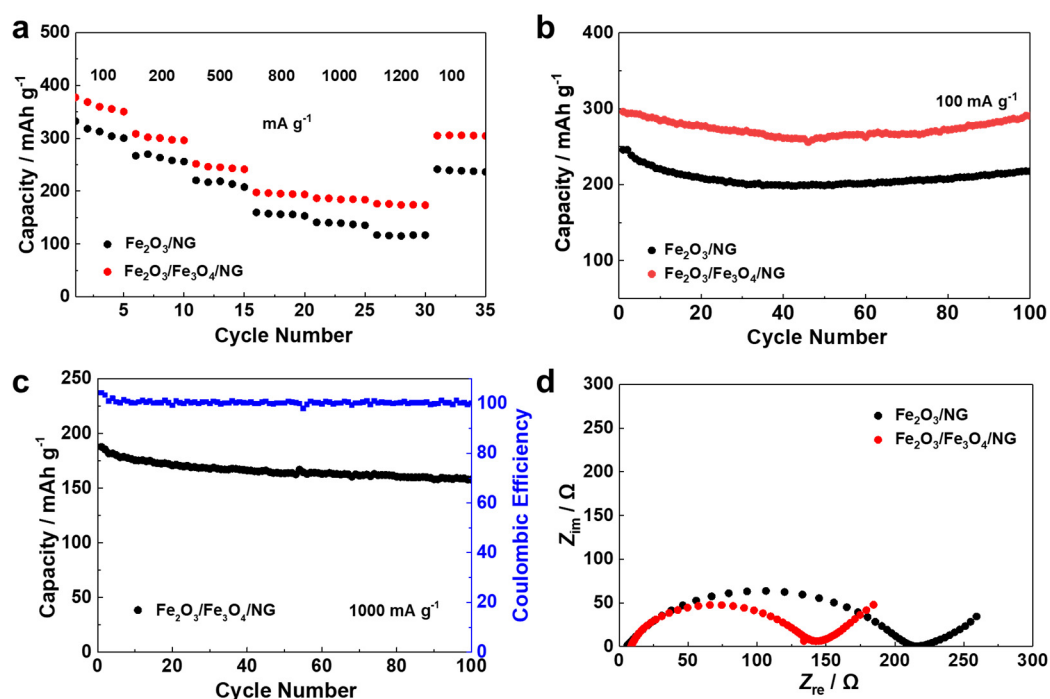 a
500
400
300
200
100
0
Capacity / mAh g⁻¹
100 200 500 800 1000 1200 100
mA g⁻¹
Fe₂O₃/NG
Fe₂O₃/Fe₃O₄/NG
5 10 15 20 25 30 35
Cycle Number
b
400
300
200
100
Capacity / mAh g⁻¹
100 mA g⁻¹
Fe₂O₃/NG
Fe₂O₃/Fe₃O₄/NG
0 20 40 60 80 100
Cycle Number
c
250
200
150
100
50
0
Capacity / mAh g⁻¹
100
80
60
40
20
0
Coulombic Efficiency
Fe₂O₃/Fe₃O₄/NG 1000 mA g⁻¹
0 20 40 60 80 100
Cycle Number
d
300
250
200
150
100
50
0
Zim / Ω
Fe₂O₃/NG
Fe₂O₃/Fe₃O₄/NG
0 50 100 150 200 250 300
Zre / Ω